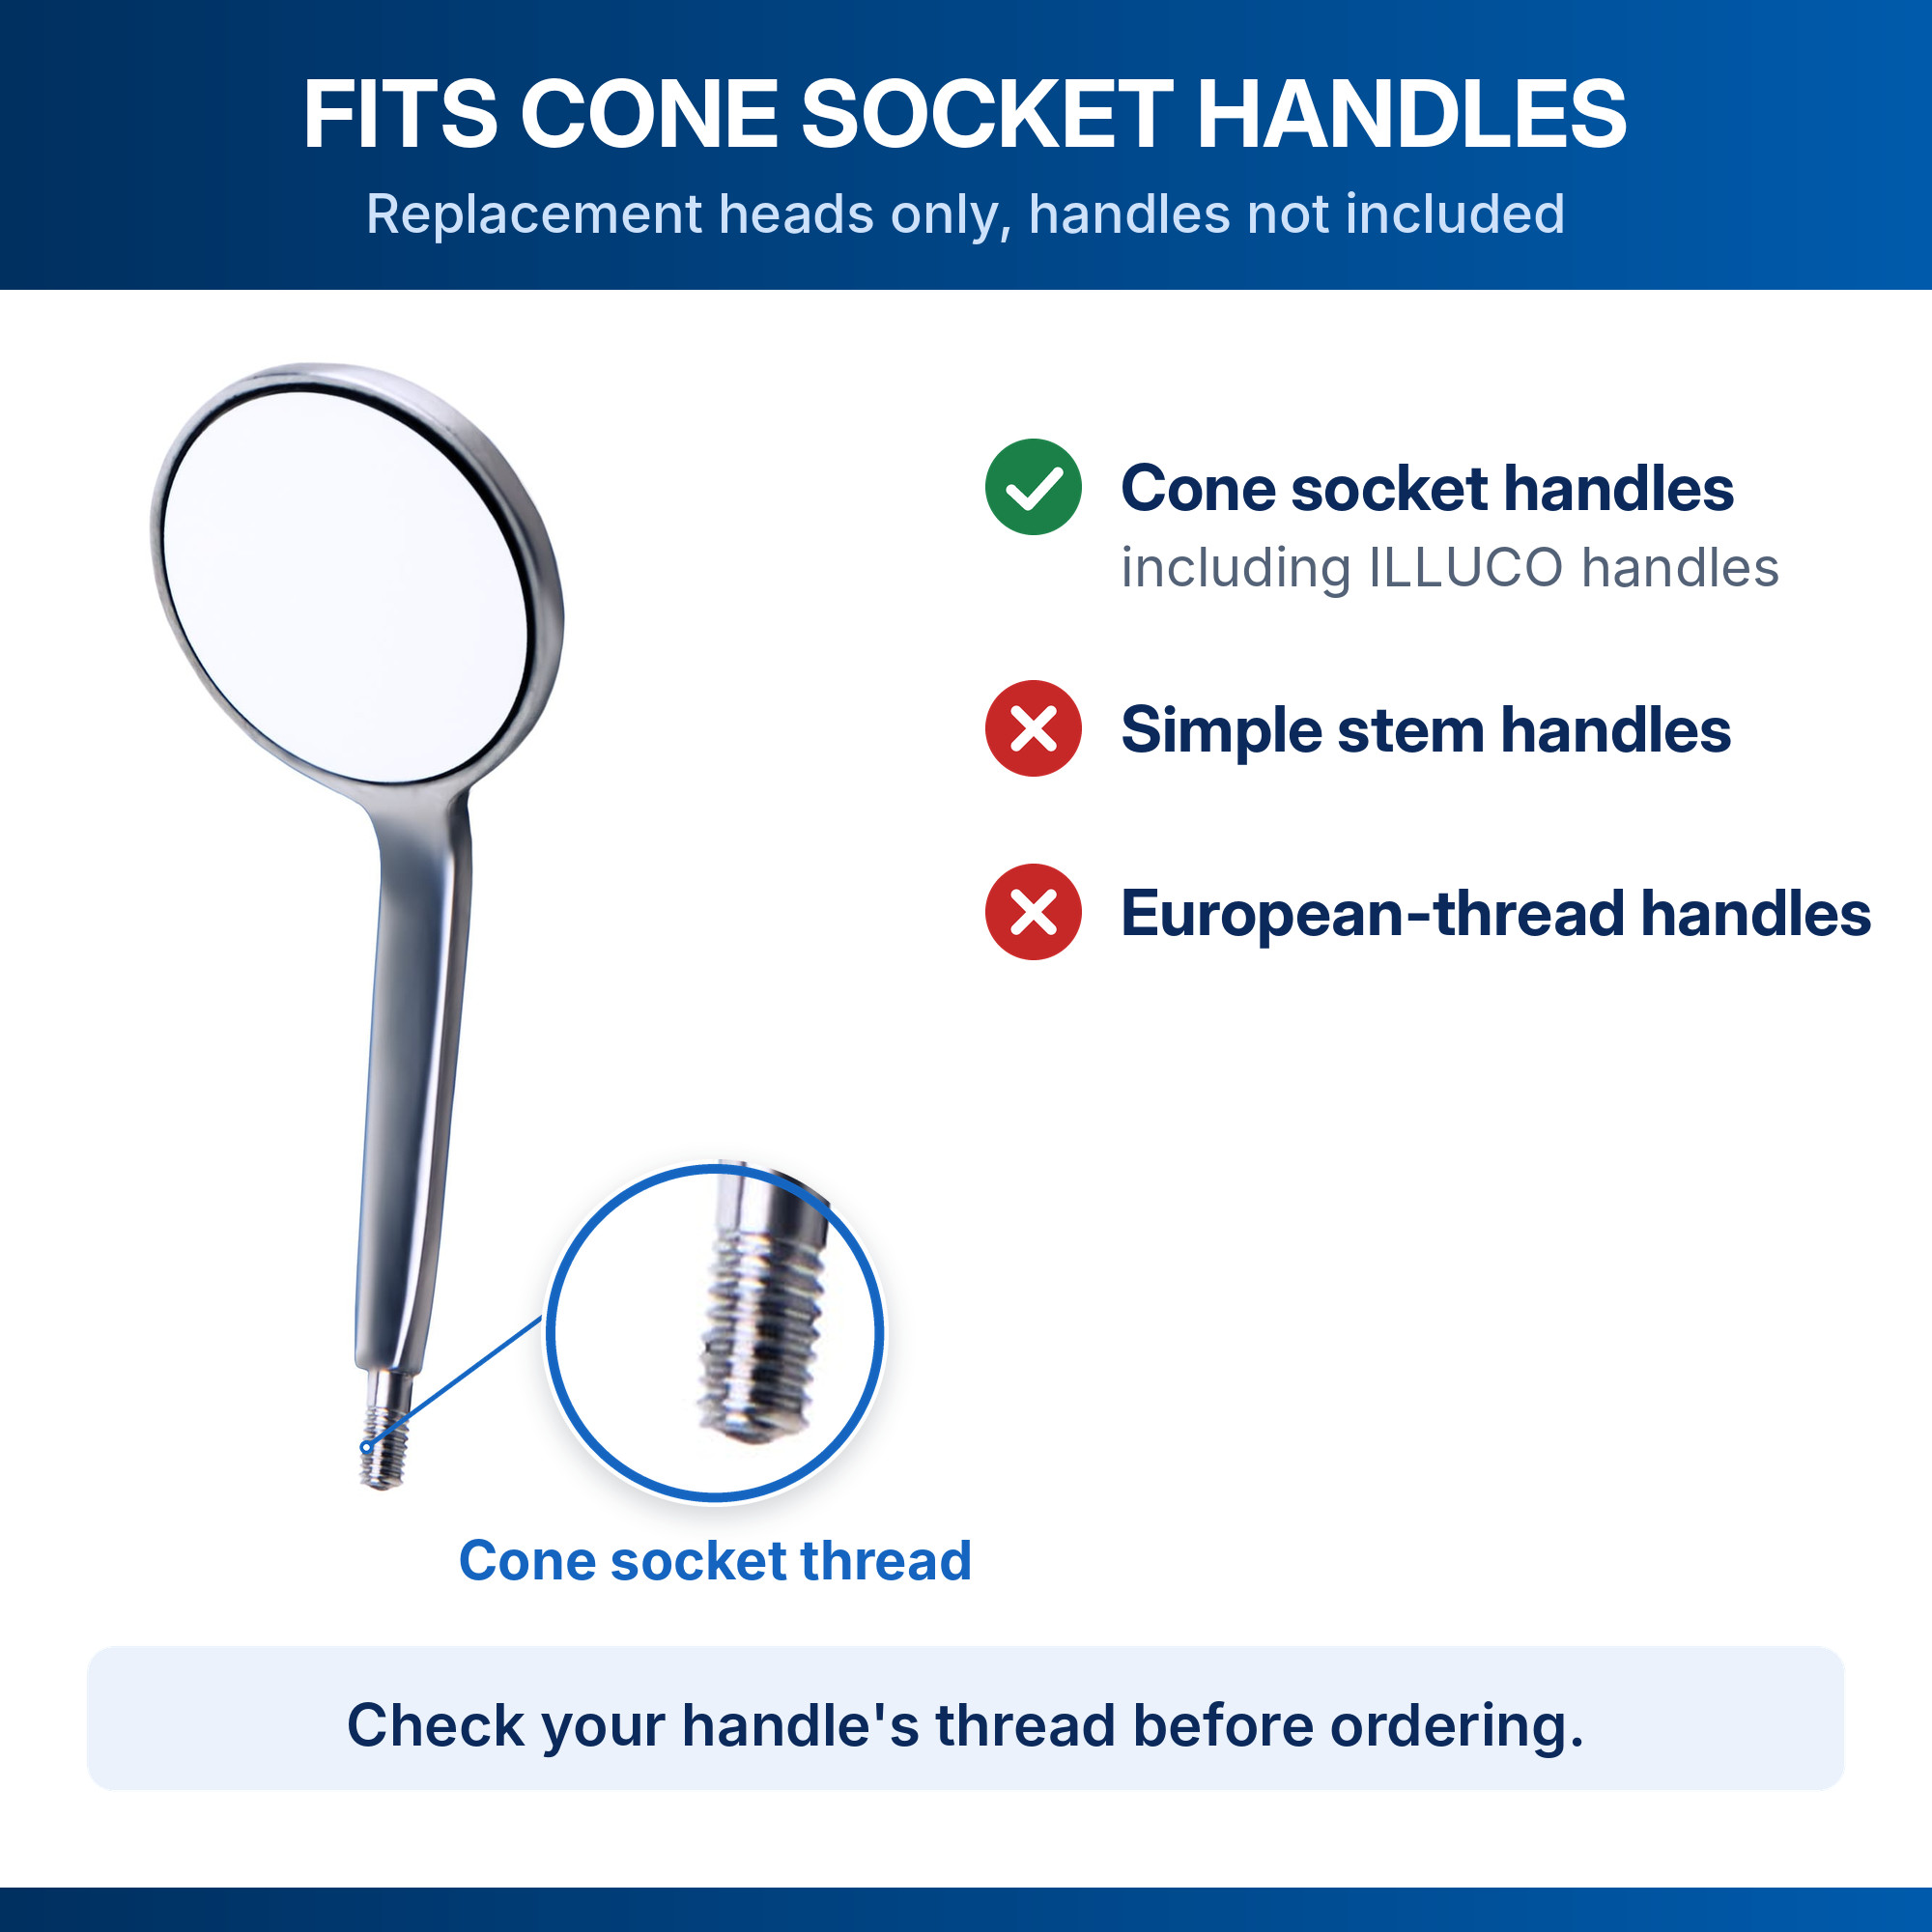 FITS CONE SOCKET HANDLES
Replacement heads only, handles not included
Cone socket handles
including ILLUCO handles
Simple stem handles
European-thread handles
Cone socket thread
Check your handle's thread before ordering.